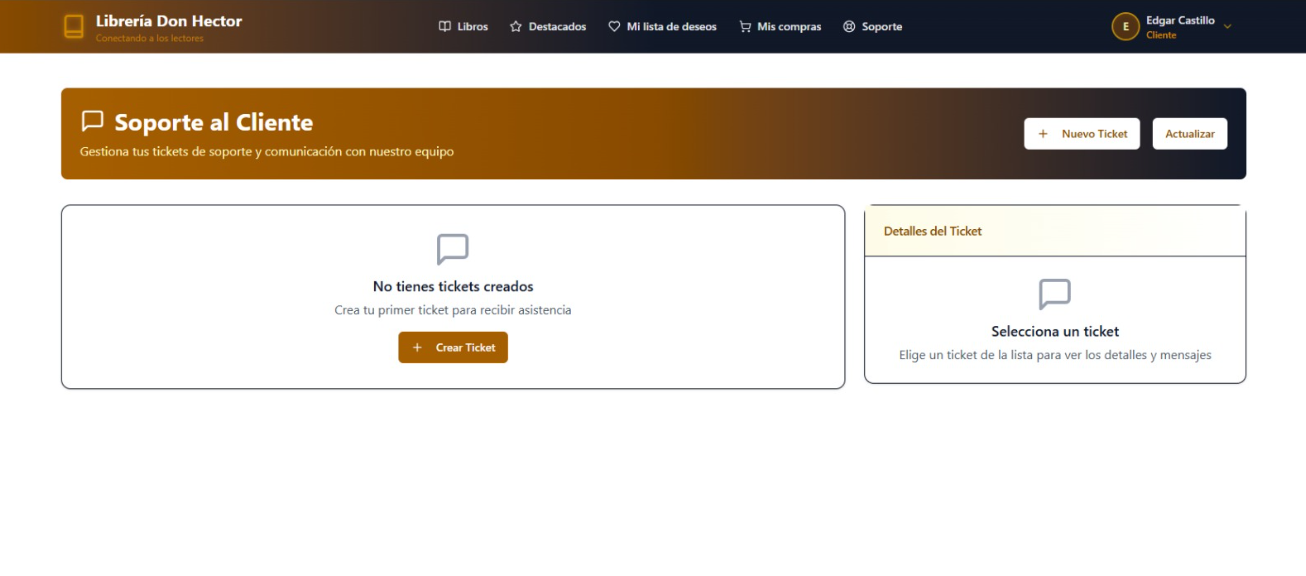 Librería Don Hector
Conectando a los lectores
Libros
Destacados
Mi lista de deseos
Mis compras
Soporte
E
Edgar Castillo
Cliente
Soporte al Cliente
Gestiona tus tickets de soporte y comunicación con nuestro equipo
+ Nuevo Ticket
Actualizar
No tienes tickets creados
Crea tu primer ticket para recibir asistencia
+ Crear Ticket
Detalles del Ticket
Selecciona un ticket
Elige un ticket de la lista para ver los detalles y mensajes